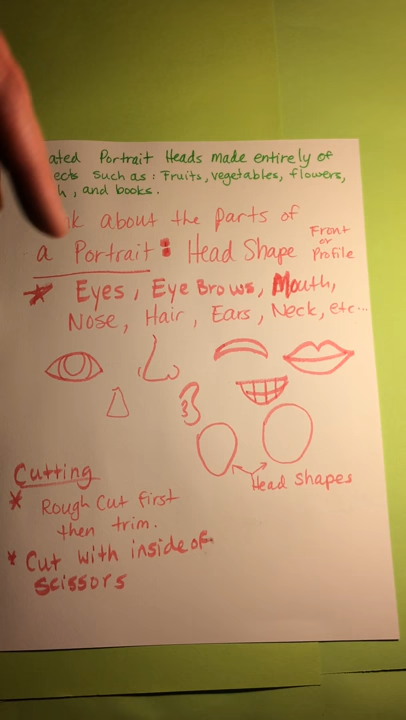 ated Portrait Heads made entirely of
ects such as: Fruits, vegetables, flowers,
h, and books.
k about the parts of
a Portrait: Head Shape Front or Profile
* Eyes, Eye Brows, Mouth,
Nose, Hair, Ears, Neck, etc...
Head Shapes
Cutting
* Rough Cut first
then trim.
* Cut with inside of
scissors